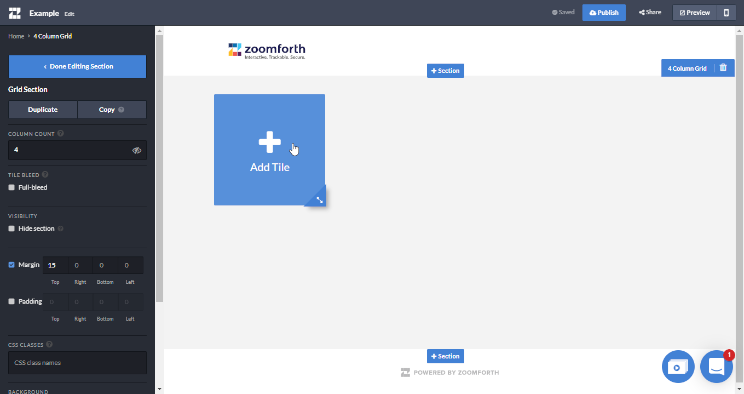 Example Edit
Saved
Publish
Share
Preview
Home > 4 Column Grid
‹ Done Editing Section
Grid Section
Duplicate
Copy ?
COLUMN COUNT ?
4
TILE BLEED ?
Full-bleed
VISIBILITY
Hide section ?
Margin 15 0 0 0
Top Right Bottom Left
Padding 0 0 0 0
Top Right Bottom Left
CSS CLASSES ?
CSS class names
BACKGROUND
zoomforth
Interactive. Trackable. Secure.
+ Section
4 Column Grid
Add Tile
+ Section
POWERED BY ZOOMFORTH
1